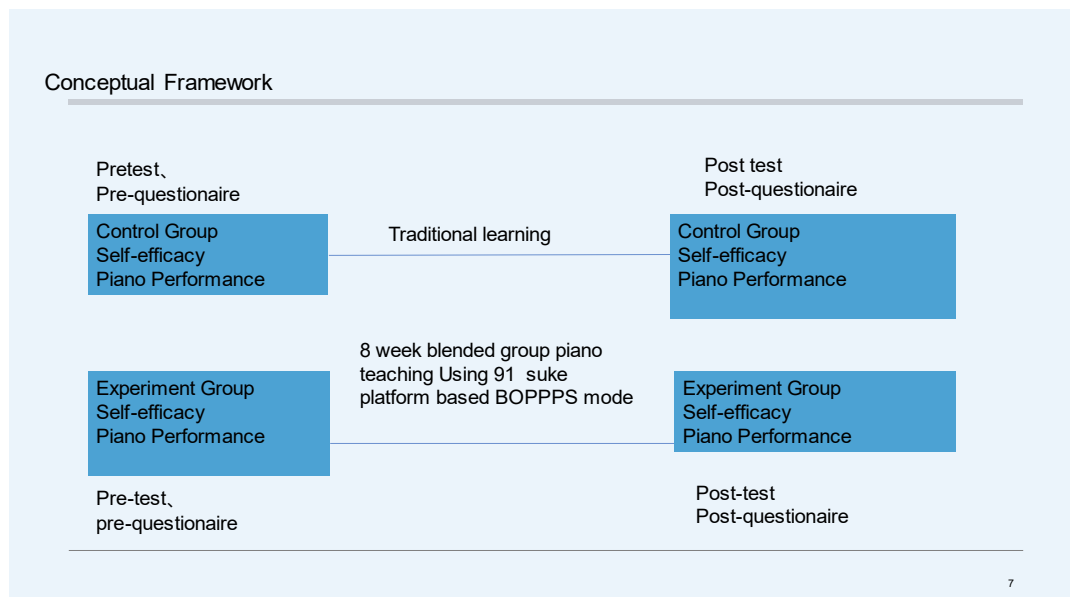 Conceptual Framework
Pretest、
Pre-questionaire
Post test
Post-questionaire
Control Group
Self-efficacy
Piano Performance
Traditional learning
Control Group
Self-efficacy
Piano Performance
8 week blended group piano
teaching Using 91 suke
platform based BOPPPS mode
Experiment Group
Self-efficacy
Piano Performance
Experiment Group
Self-efficacy
Piano Performance
Pre-test、
pre-questionaire
Post-test
Post-questionaire
7